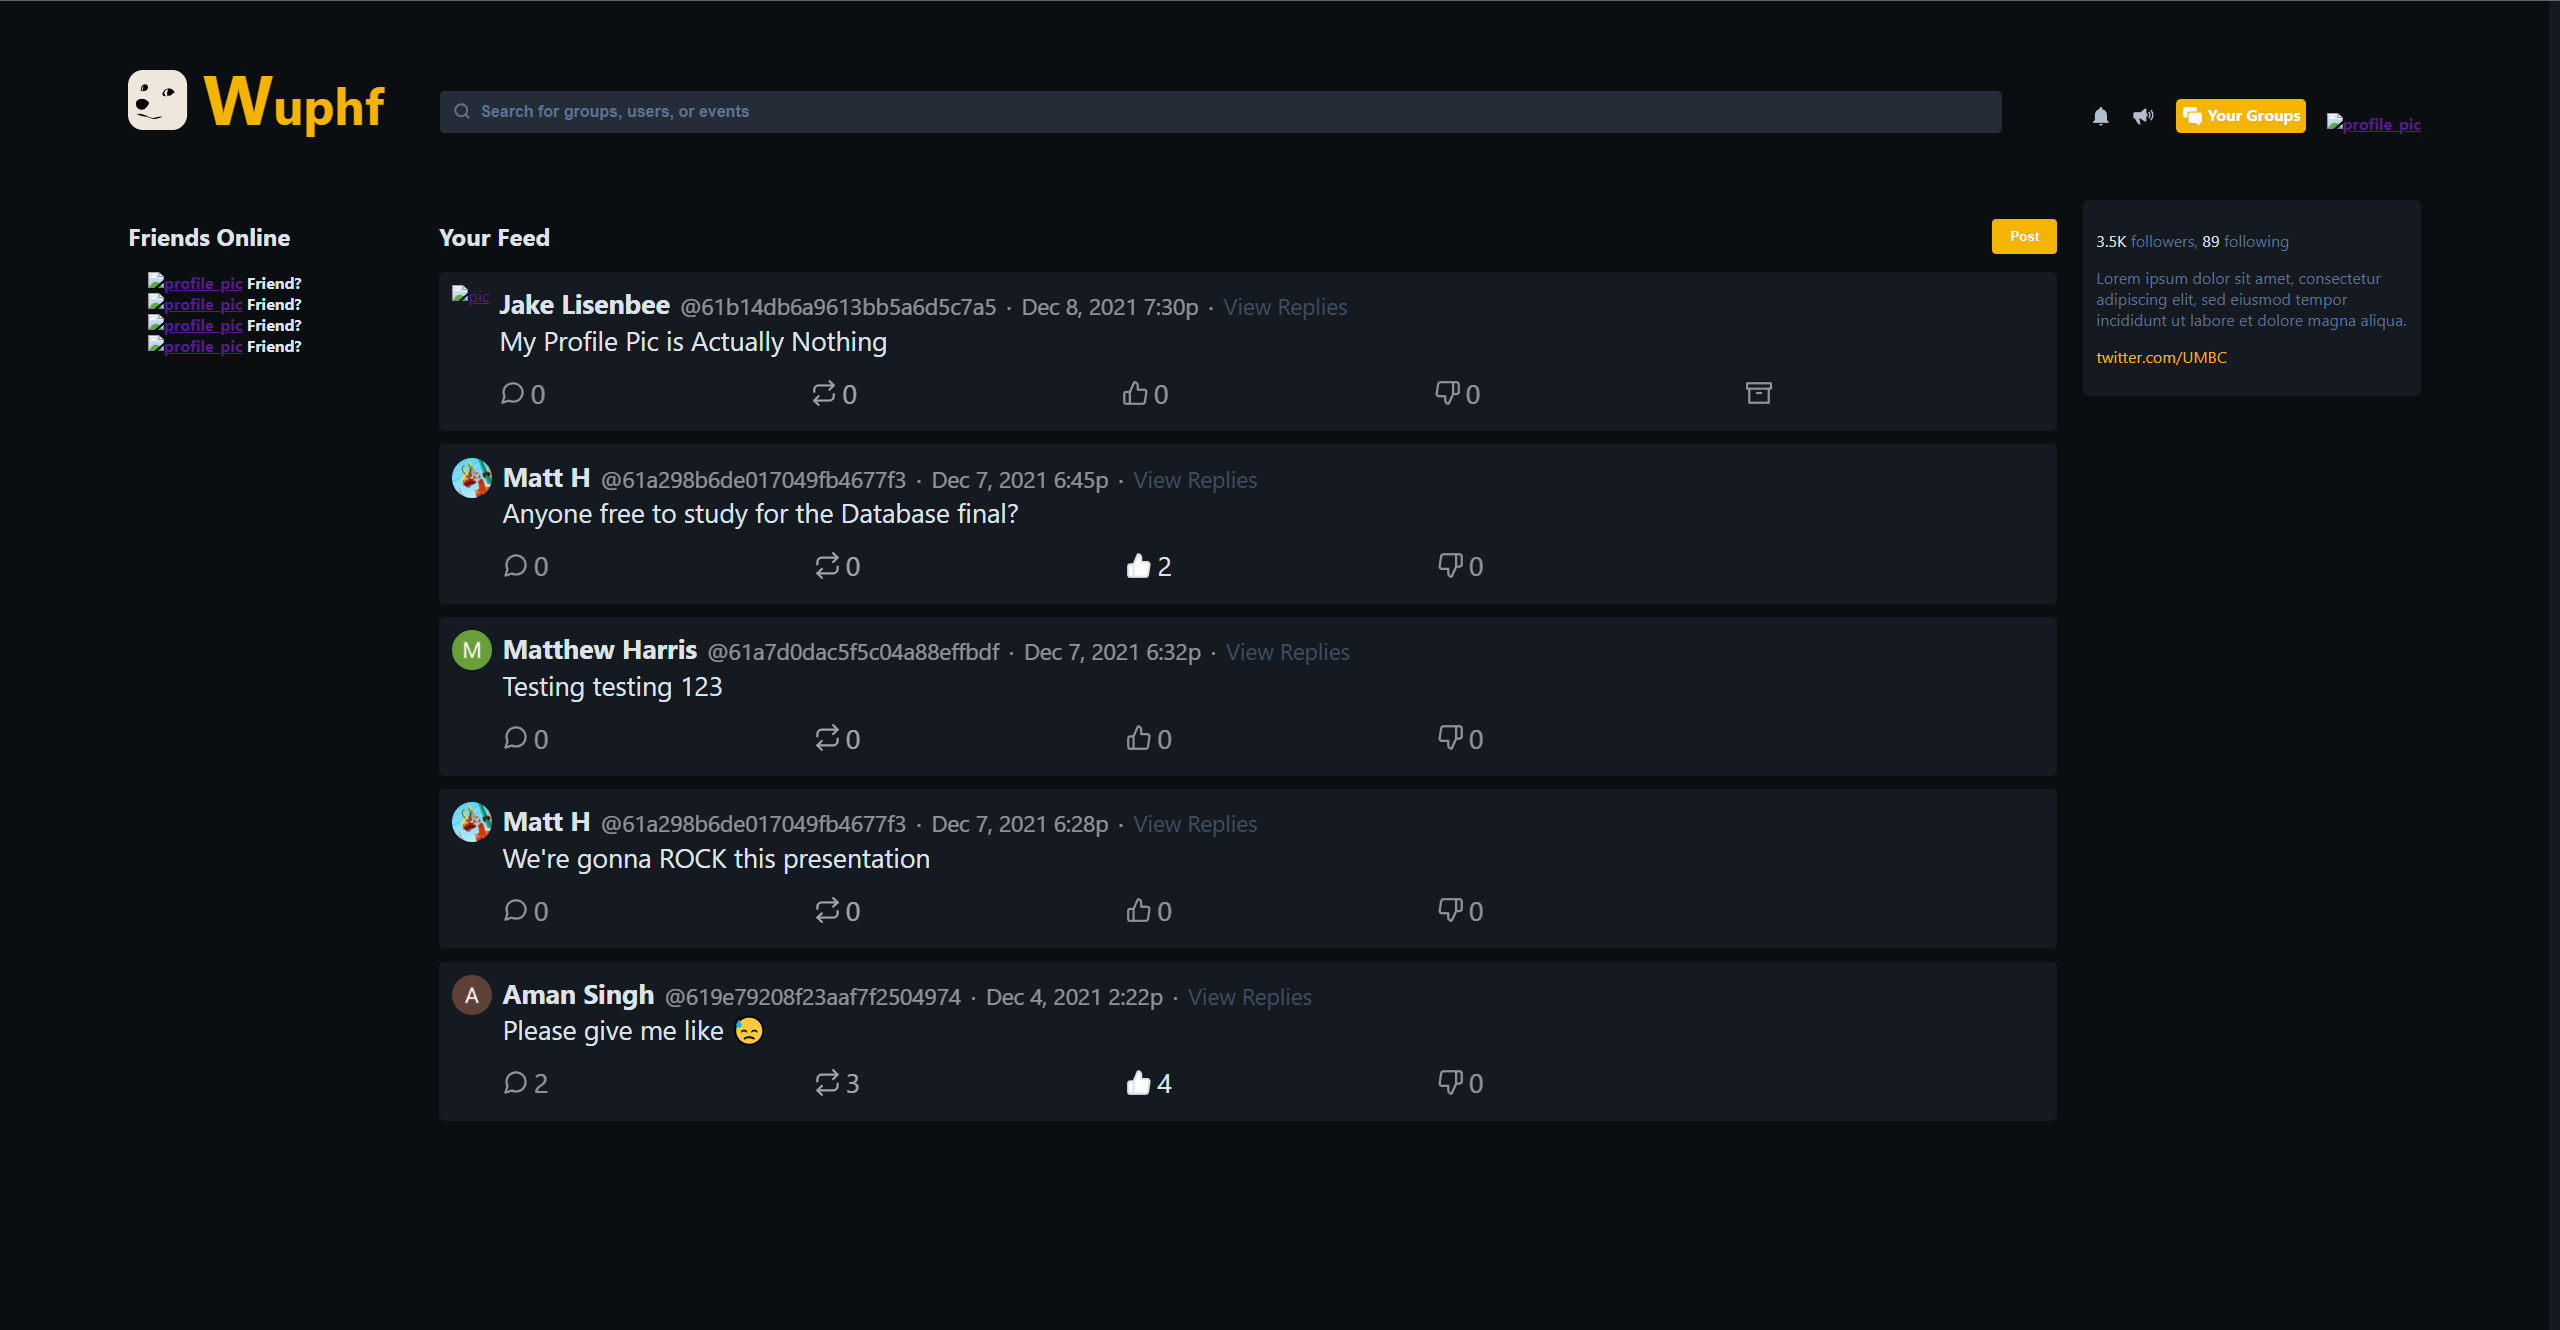 Wuphf
Search for groups, users, or events
Your Groups
profile_pic
Friends Online
profile_pic Friend?
profile_pic Friend?
profile_pic Friend?
profile_pic Friend?
Your Feed
Post
pic
Jake Lisenbee @61b14db6a9613bb5a6d5c7a5 · Dec 8, 2021 7:30p · View Replies
My Profile Pic is Actually Nothing
0 0 0 0
Matt H @61a298b6de017049fb4677f3 · Dec 7, 2021 6:45p · View Replies
Anyone free to study for the Database final?
0 0 2 0
M
Matthew Harris @61a7d0dac5f5c04a88effbdf · Dec 7, 2021 6:32p · View Replies
Testing testing 123
0 0 0 0
Matt H @61a298b6de017049fb4677f3 · Dec 7, 2021 6:28p · View Replies
We're gonna ROCK this presentation
0 0 0 0
A
Aman Singh @619e79208f23aaf7f2504974 · Dec 4, 2021 2:22p · View Replies
Please give me like 😓
2 3 4 0
3.5K followers, 89 following
Lorem ipsum dolor sit amet, consectetur
adipiscing elit, sed eiusmod tempor
incididunt ut labore et dolore magna aliqua.
twitter.com/UMBC